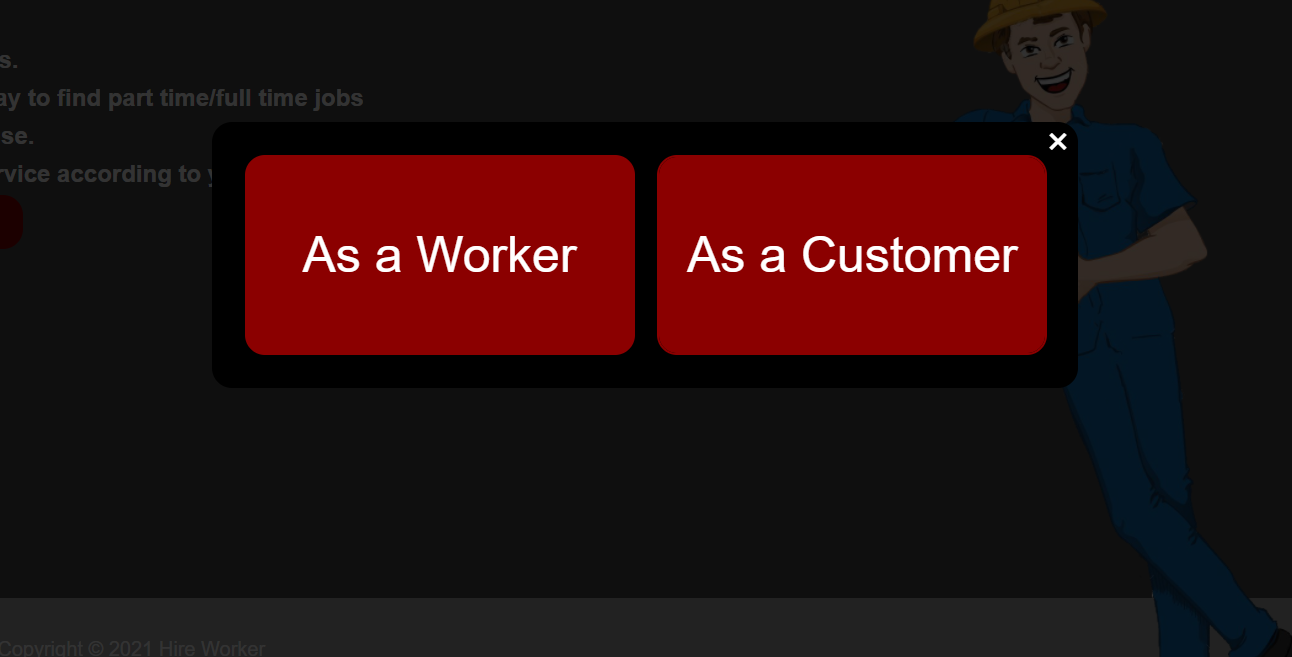 s.
ay to find part time/full time jobs
se.
rvice according to
×
As a Worker
As a Customer
Copyright © 2021 Hire Worker